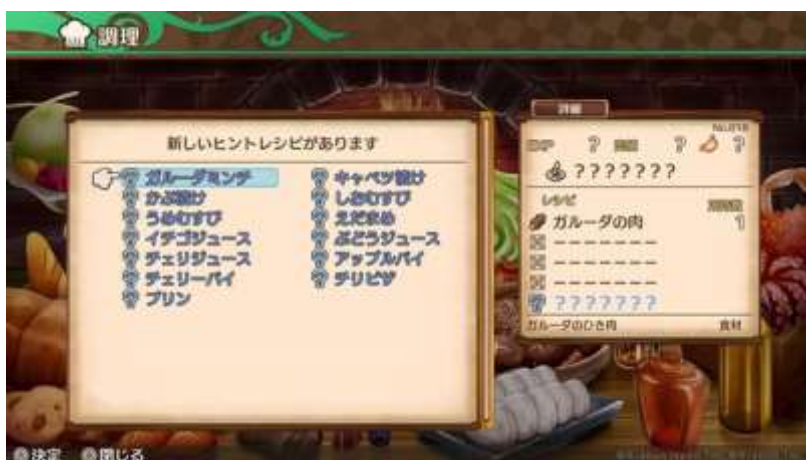 調理
新しいヒントレシピがあります
ガルーダミンチ
キャベツ漬け
かぶ漬け
しおむすび
うめむすび
えだまめ
イチゴジュース
ぶどうジュース
チェリジュース
アップルパイ
チェリーパイ
チリピザ
プリン
詳細
? ? ?
???????
レシピ
ガルーダの肉
1
-------
-------
-------
???????
ガルーダのひき肉
食材
決定 閉じる